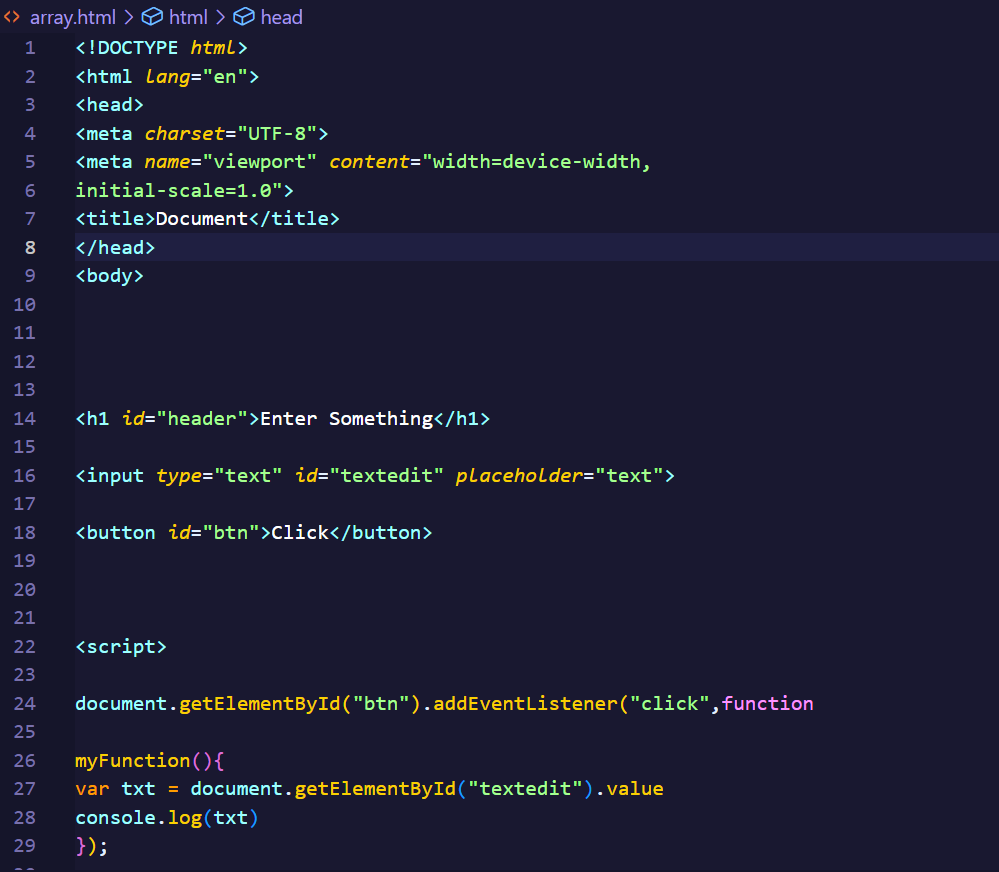 array.html > html > head
1 <!DOCTYPE html>
2 <html lang="en">
3 <head>
4 <meta charset="UTF-8">
5 <meta name="viewport" content="width=device-width,
6 initial-scale=1.0">
7 <title>Document</title>
8 </head>
9 <body>
10
11
12
13
14 <h1 id="header">Enter Something</h1>
15
16 <input type="text" id="textedit" placeholder="text">
17
18 <button id="btn">Click</button>
19
20
21
22 <script>
23
24 document.getElementById("btn").addEventListener("click",function
25
26 myFunction(){
27 var txt = document.getElementById("textedit").value
28 console.log(txt)
29 });